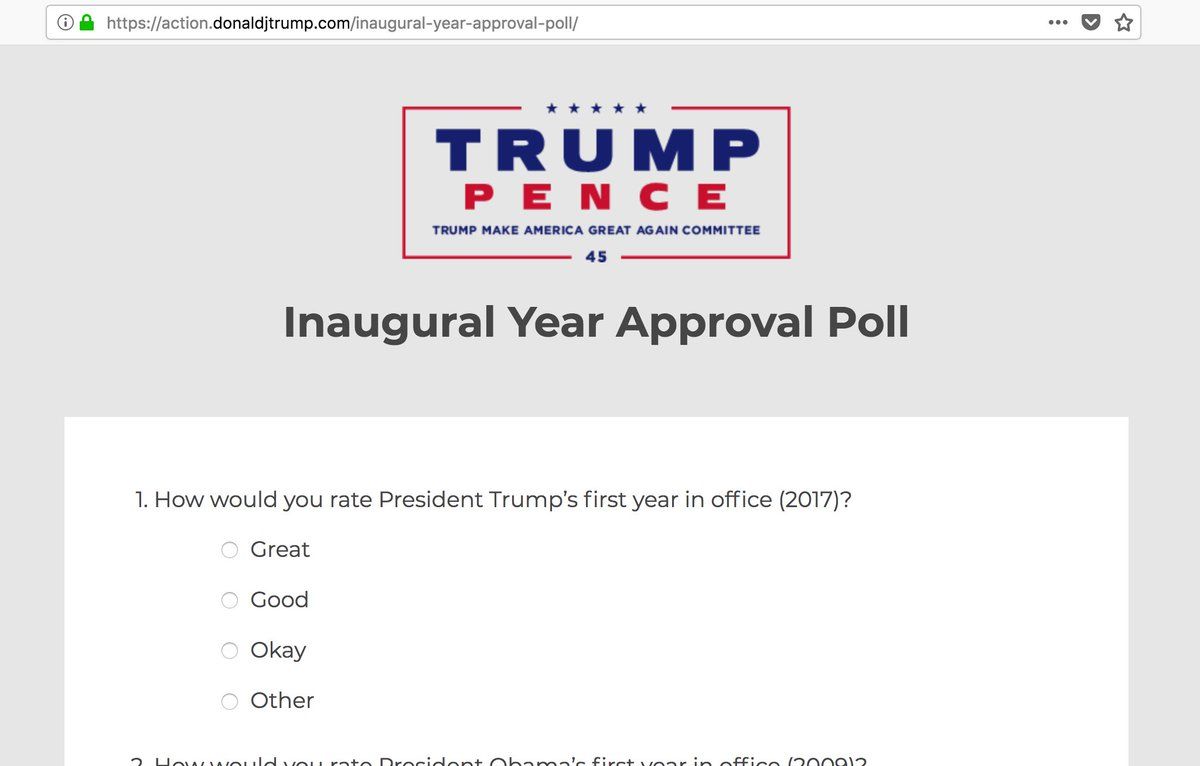 https://action.donaldjtrump.com/inaugural-year-approval-poll/
TRUMP
PENCE
TRUMP MAKE AMERICA GREAT AGAIN COMMITTEE
45
Inaugural Year Approval Poll
1. How would you rate President Trump’s first year in office (2017)?
Great
Good
Okay
Other
2. How would you rate President Obama’s first year in office (2009)?